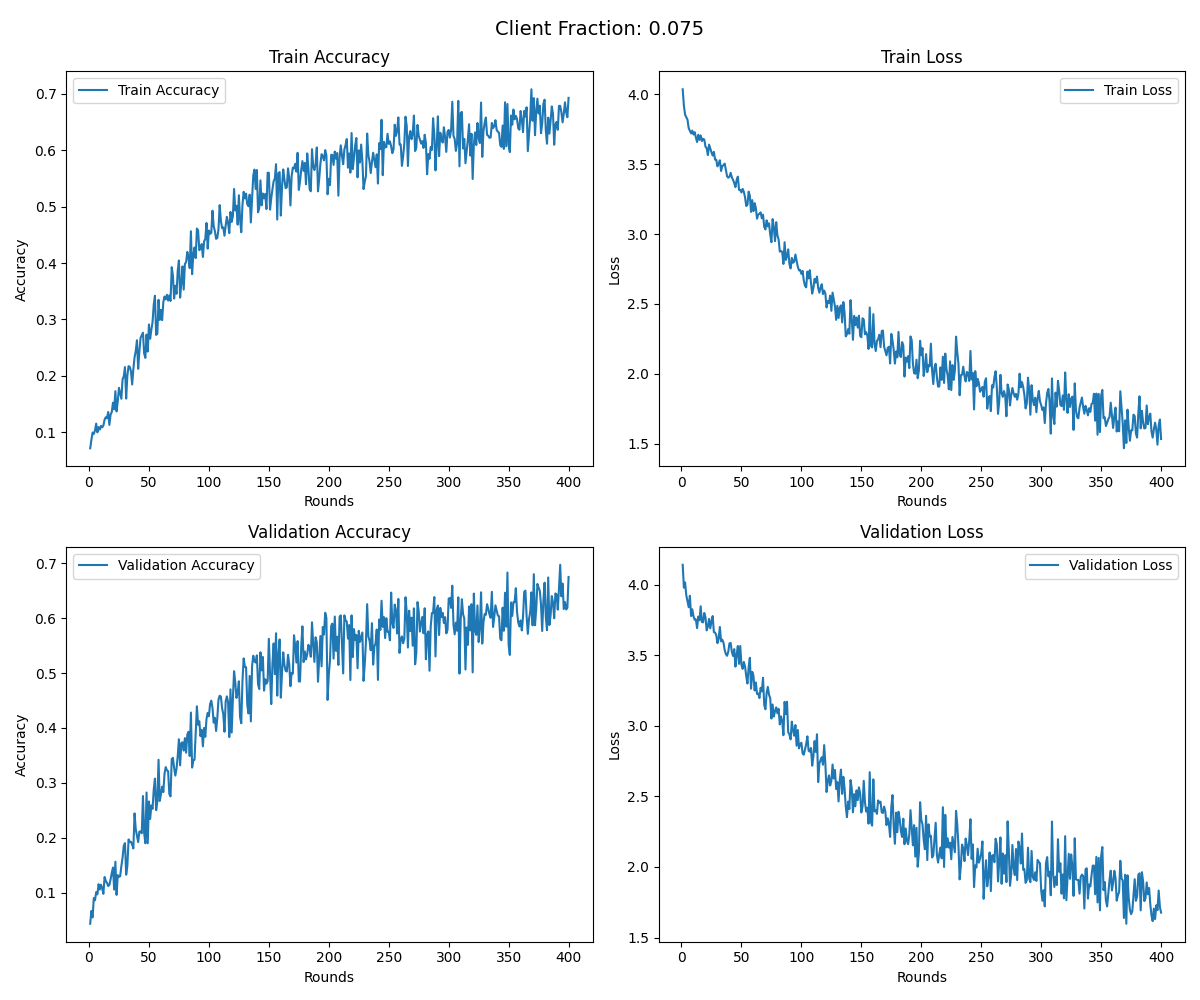 Client Fraction: 0.075
Train Accuracy
Train Accuracy
0.7
0.6
0.5
0.4
0.3
0.2
0.1
Accuracy
0 50 100 150 200 250 300 350 400
Rounds
Train Loss
Train Loss
4.0
3.5
3.0
2.5
2.0
1.5
Loss
0 50 100 150 200 250 300 350 400
Rounds
Validation Accuracy
Validation Accuracy
0.7
0.6
0.5
0.4
0.3
0.2
0.1
Accuracy
0 50 100 150 200 250 300 350 400
Rounds
Validation Loss
Validation Loss
4.0
3.5
3.0
2.5
2.0
1.5
Loss
0 50 100 150 200 250 300 350 400
Rounds